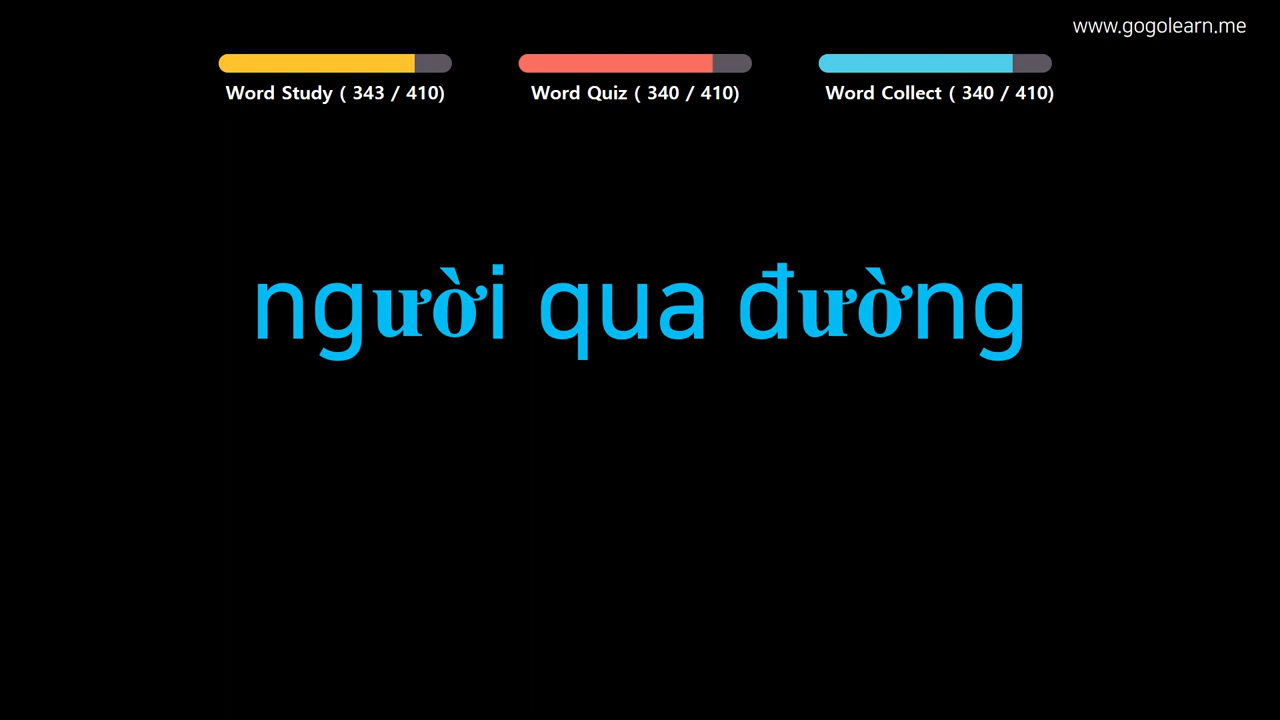 www.gogolearn.me
Word Study ( 343 / 410)
Word Quiz ( 340 / 410)
Word Collect ( 340 / 410)
người qua đường